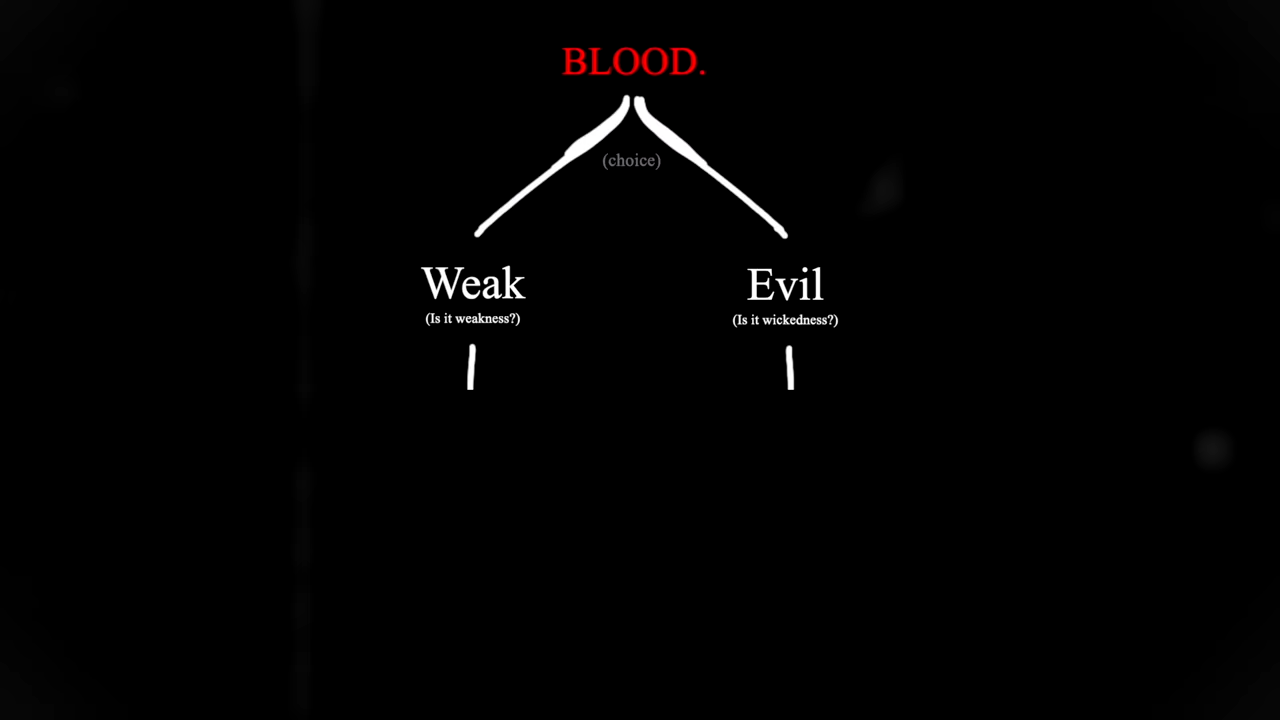 BLOOD.
(choice)
Weak
Evil
(Is it weakness?)
(Is it wickedness?)